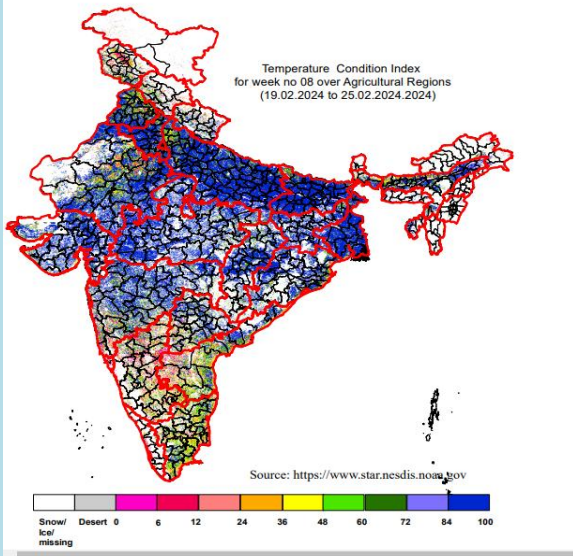 Temperature Condition Index
for week no 08 over Agricultural Regions
(19.02.2024 to 25.02.2024.2024)
Source: https://www.star.nesdis.noaa.gov
Snow/ Desert 0 6 12 24 36 48 60 72 84 100
Ice/
missing